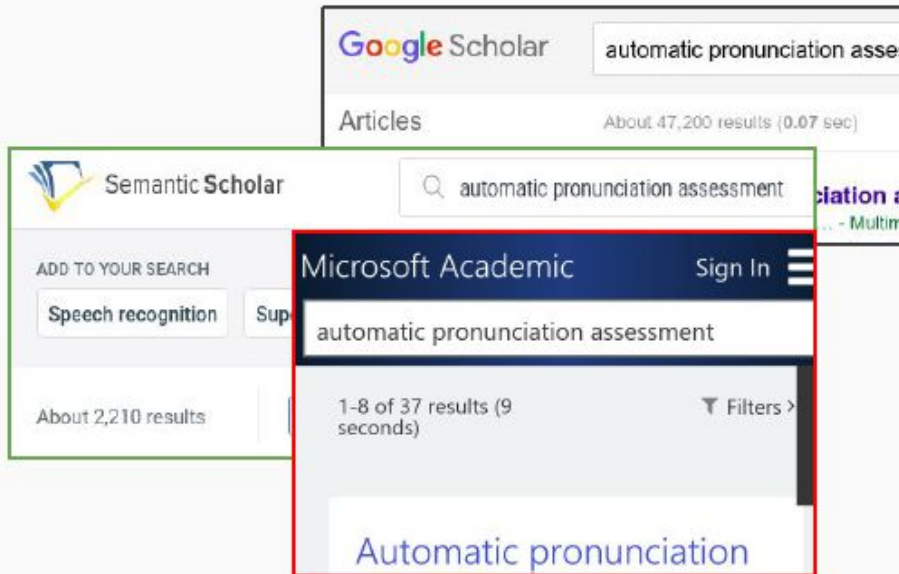 Google Scholar
automatic pronunciation
Articles
About 47,200 results (0.07 sec)
Semantic Scholar
automatic pronunciation assessment
... - Multim
ADD TO YOUR SEARCH
Speech recognition
About 2,210 results
Microsoft Academic
Sign In
automatic pronunciation assessment
1-8 of 37 results (9
seconds)
Filters >
Automatic pronunciation